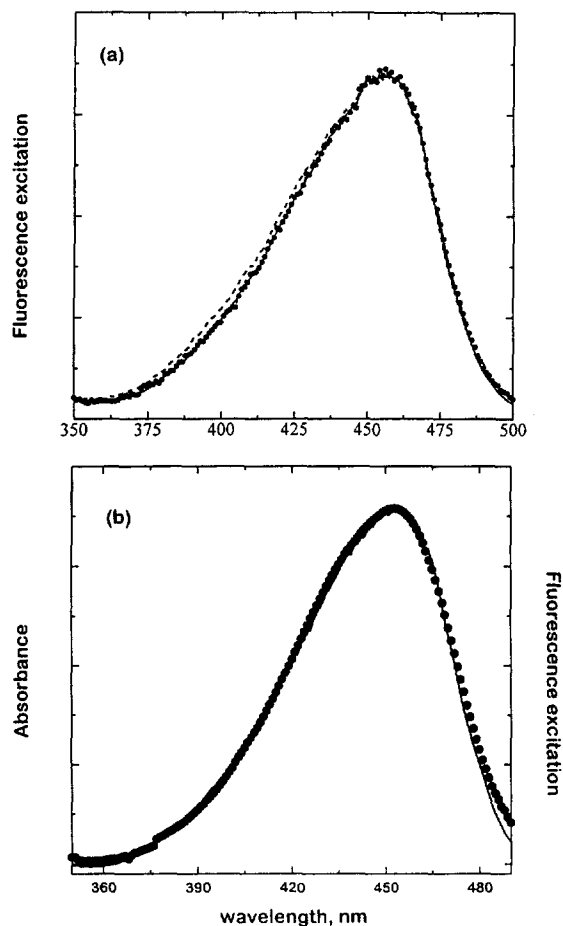 (a)
Fluorescence excitation
350 375 400 425 450 475 500
(b)
Absorbance
Fluorescence excitation
360 390 420 450 480
wavelength, nm